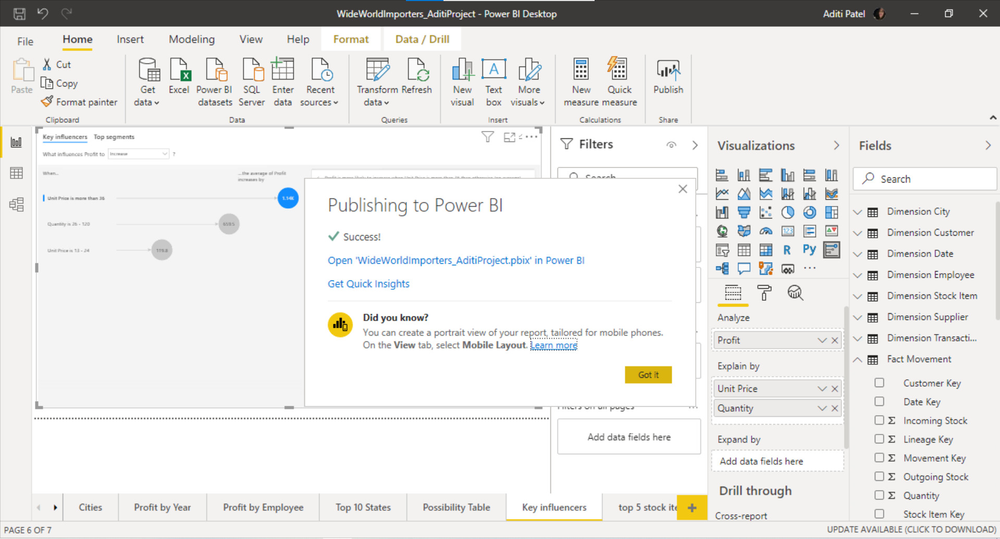 WideWorldImporters_AditiProject - Power BI Desktop
Aditi Patel
File
Home
Insert
Modeling
View
Help
Format
Data / Drill
Paste
Cut
Copy
Format painter
Clipboard
Get data
Excel
Power BI datasets
SQL Server
Enter data
Recent sources
Data
Transform data
Refresh
Queries
New visual
Text box
More visuals
Insert
New measure
Quick measure
Calculations
Publish
Share
Key influencers
Top segments
What influences Profit to
Increase
?
When...
...the average of Profit
increases by
Unit Price is more than 36
1.14K
Quantity is 26 - 120
659.5
Unit Price is 13 - 24
119.8
Publishing to Power BI
Success!
Open 'WideWorldImporters_AditiProject.pbix' in Power BI
Get Quick Insights
Did you know?
You can create a portrait view of your report, tailored for mobile phones.
On the View tab, select Mobile Layout. Learn more
Got it
Filters
Search
Filters on all pages
Add data fields here
Visualizations
123
R
Py
Analyze
Profit
Explain by
Unit Price
Quantity
Expand by
Add data fields here
Drill through
Cross-report
Fields
Search
Dimension City
Dimension Customer
Dimension Date
Dimension Employee
Dimension Stock Item
Dimension Supplier
Dimension Transacti...
Fact Movement
Customer Key
Date Key
Σ Incoming Stock
Σ Lineage Key
Σ Movement Key
Σ Outgoing Stock
Σ Quantity
Stock Item Key
Cities
Profit by Year
Profit by Employee
Top 10 States
Possibility Table
Key influencers
top 5 stock ite
PAGE 6 OF 7
UPDATE AVAILABLE (CLICK TO DOWNLOAD)